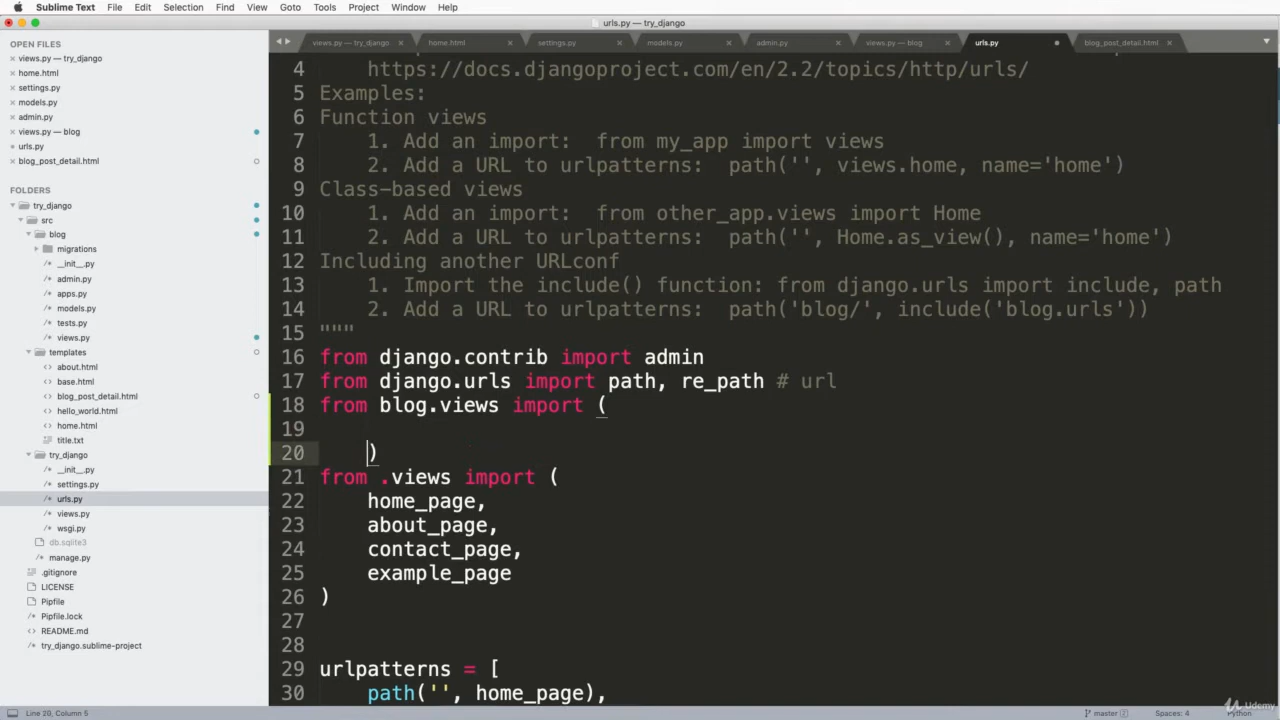 Sublime Text File Edit Selection Find View Goto Tools Project Window Help
urls.py — try_django
views.py — try_django × home.html × settings.py × models.py × admin.py × views.py — blog × urls.py blog_post_detail.html ×
OPEN FILES
× views.py — try_django
× home.html
× settings.py
× models.py
× admin.py
× views.py — blog
urls.py
× blog_post_detail.html
FOLDERS
try_django
src
blog
migrations
/* __init__.py
/* admin.py
/* apps.py
/* models.py
/* tests.py
/* views.py
templates
<> about.html
<> base.html
<> blog_post_detail.html
<> hello_world.html
<> home.html
title.txt
try_django
/* __init__.py
/* settings.py
/* urls.py
/* views.py
/* wsgi.py
db.sqlite3
/* manage.py
.gitignore
LICENSE
Pipfile
/* Pipfile.lock
README.md
/* try_django.sublime-project
4 https://docs.djangoproject.com/en/2.2/topics/http/urls/
5 Examples:
6 Function views
7 1. Add an import: from my_app import views
8 2. Add a URL to urlpatterns: path('', views.home, name='home')
9 Class-based views
10 1. Add an import: from other_app.views import Home
11 2. Add a URL to urlpatterns: path('', Home.as_view(), name='home')
12 Including another URLconf
13 1. Import the include() function: from django.urls import include, path
14 2. Add a URL to urlpatterns: path('blog/', include('blog.urls'))
15 """
16 from django.contrib import admin
17 from django.urls import path, re_path # url
18 from blog.views import (
19
20 )
21 from .views import (
22 home_page,
23 about_page,
24 contact_page,
25 example_page
26 )
27
28
29 urlpatterns = [
30 path('', home_page),
Line 20, Column 5 master 2 Spaces: 4 Python
Udemy